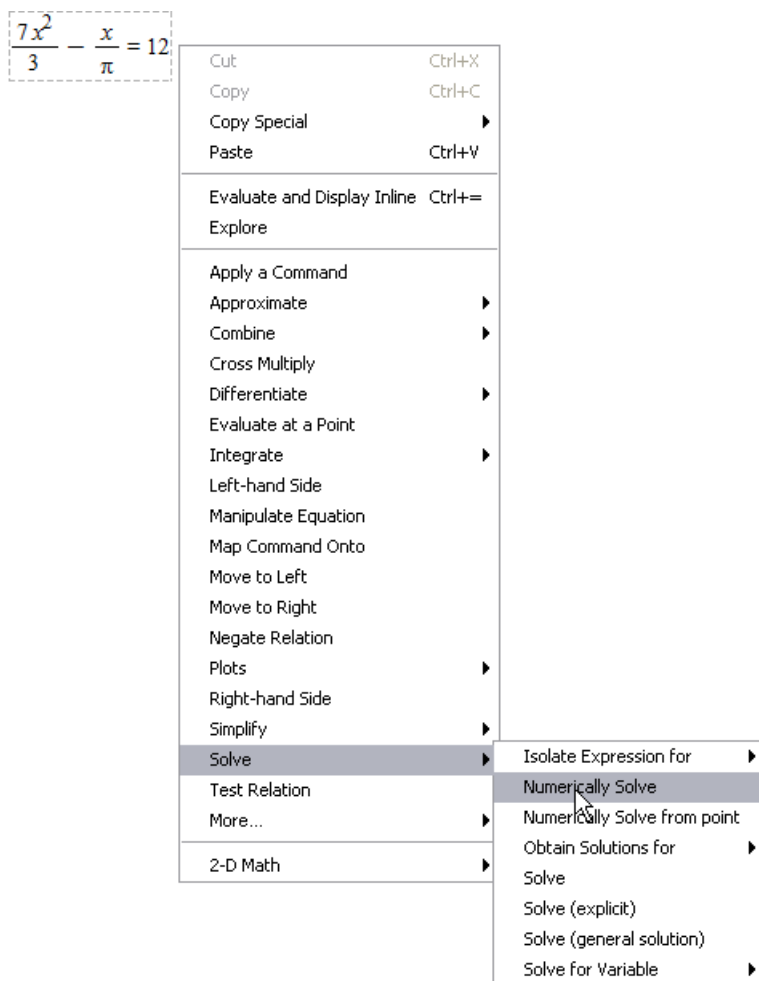 7x²/3 − x/π = 12
Cut Ctrl+X
Copy Ctrl+C
Copy Special
Paste Ctrl+V
Evaluate and Display Inline Ctrl+=
Explore
Apply a Command
Approximate
Combine
Cross Multiply
Differentiate
Evaluate at a Point
Integrate
Left-hand Side
Manipulate Equation
Map Command Onto
Move to Left
Move to Right
Negate Relation
Plots
Right-hand Side
Simplify
Solve
Test Relation
More...
2-D Math
Isolate Expression for
Numerically Solve
Numerically Solve from point
Obtain Solutions for
Solve
Solve (explicit)
Solve (general solution)
Solve for Variable